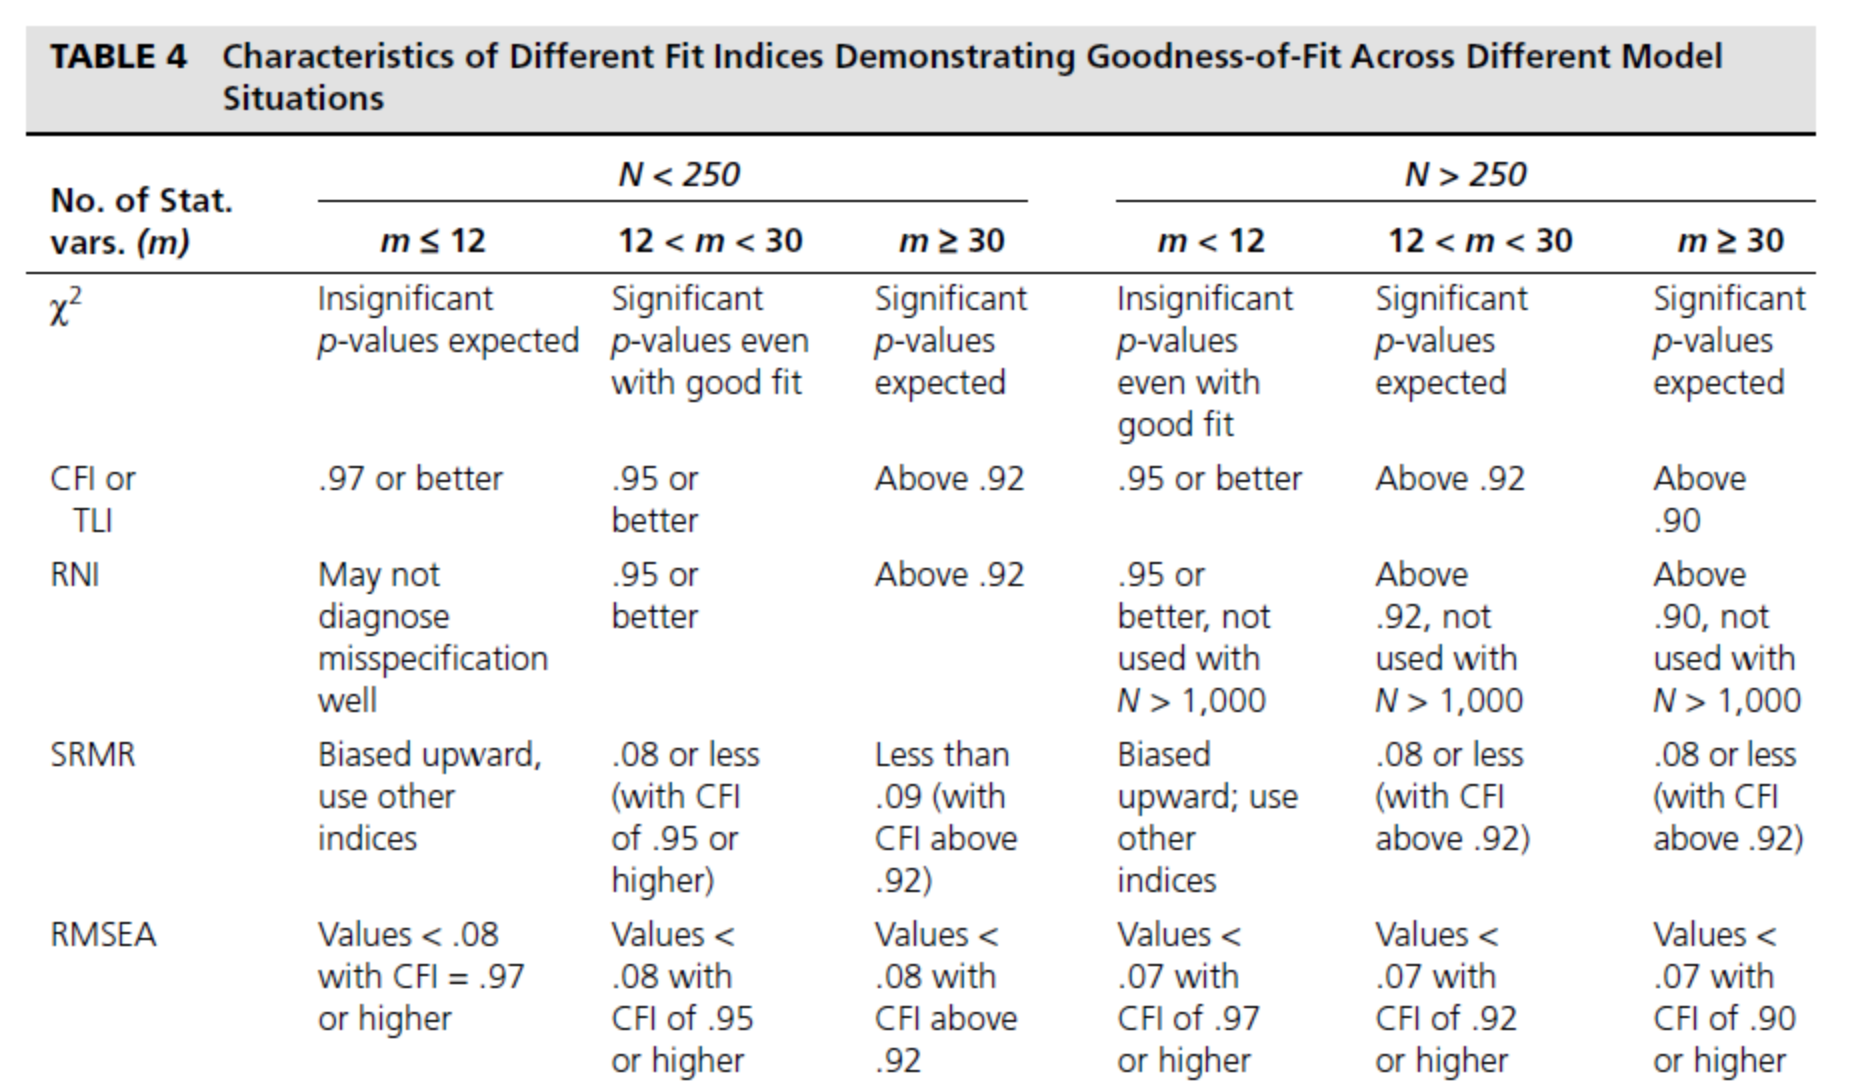 TABLE 4 Characteristics of Different Fit Indices Demonstrating Goodness-of-Fit Across Different Model
Situations
N < 250 N > 250
No. of Stat.
vars. (m) m ≤ 12 12 < m < 30 m ≥ 30 m < 12 12 < m < 30 m ≥ 30
χ² Insignificant Significant Significant Insignificant Significant Significant
p-values expected p-values even p-values p-values p-values p-values
with good fit expected even with expected expected
good fit
CFI or .97 or better .95 or Above .92 .95 or better Above .92 Above
TLI better .90
RNI May not .95 or Above .92 .95 or Above Above
diagnose better better, not .92, not .90, not
misspecification used with used with used with
well N > 1,000 N > 1,000 N > 1,000
SRMR Biased upward, .08 or less Less than Biased .08 or less .08 or less
use other (with CFI .09 (with upward; use (with CFI (with CFI
indices of .95 or CFI above other above .92) above .92)
higher) .92) indices
RMSEA Values < .08 Values < Values < Values < Values < Values <
with CFI = .97 .08 with .08 with .07 with .07 with .07 with
or higher CFI of .95 CFI above CFI of .97 CFI of .92 CFI of .90
or higher .92 or higher or higher or higher